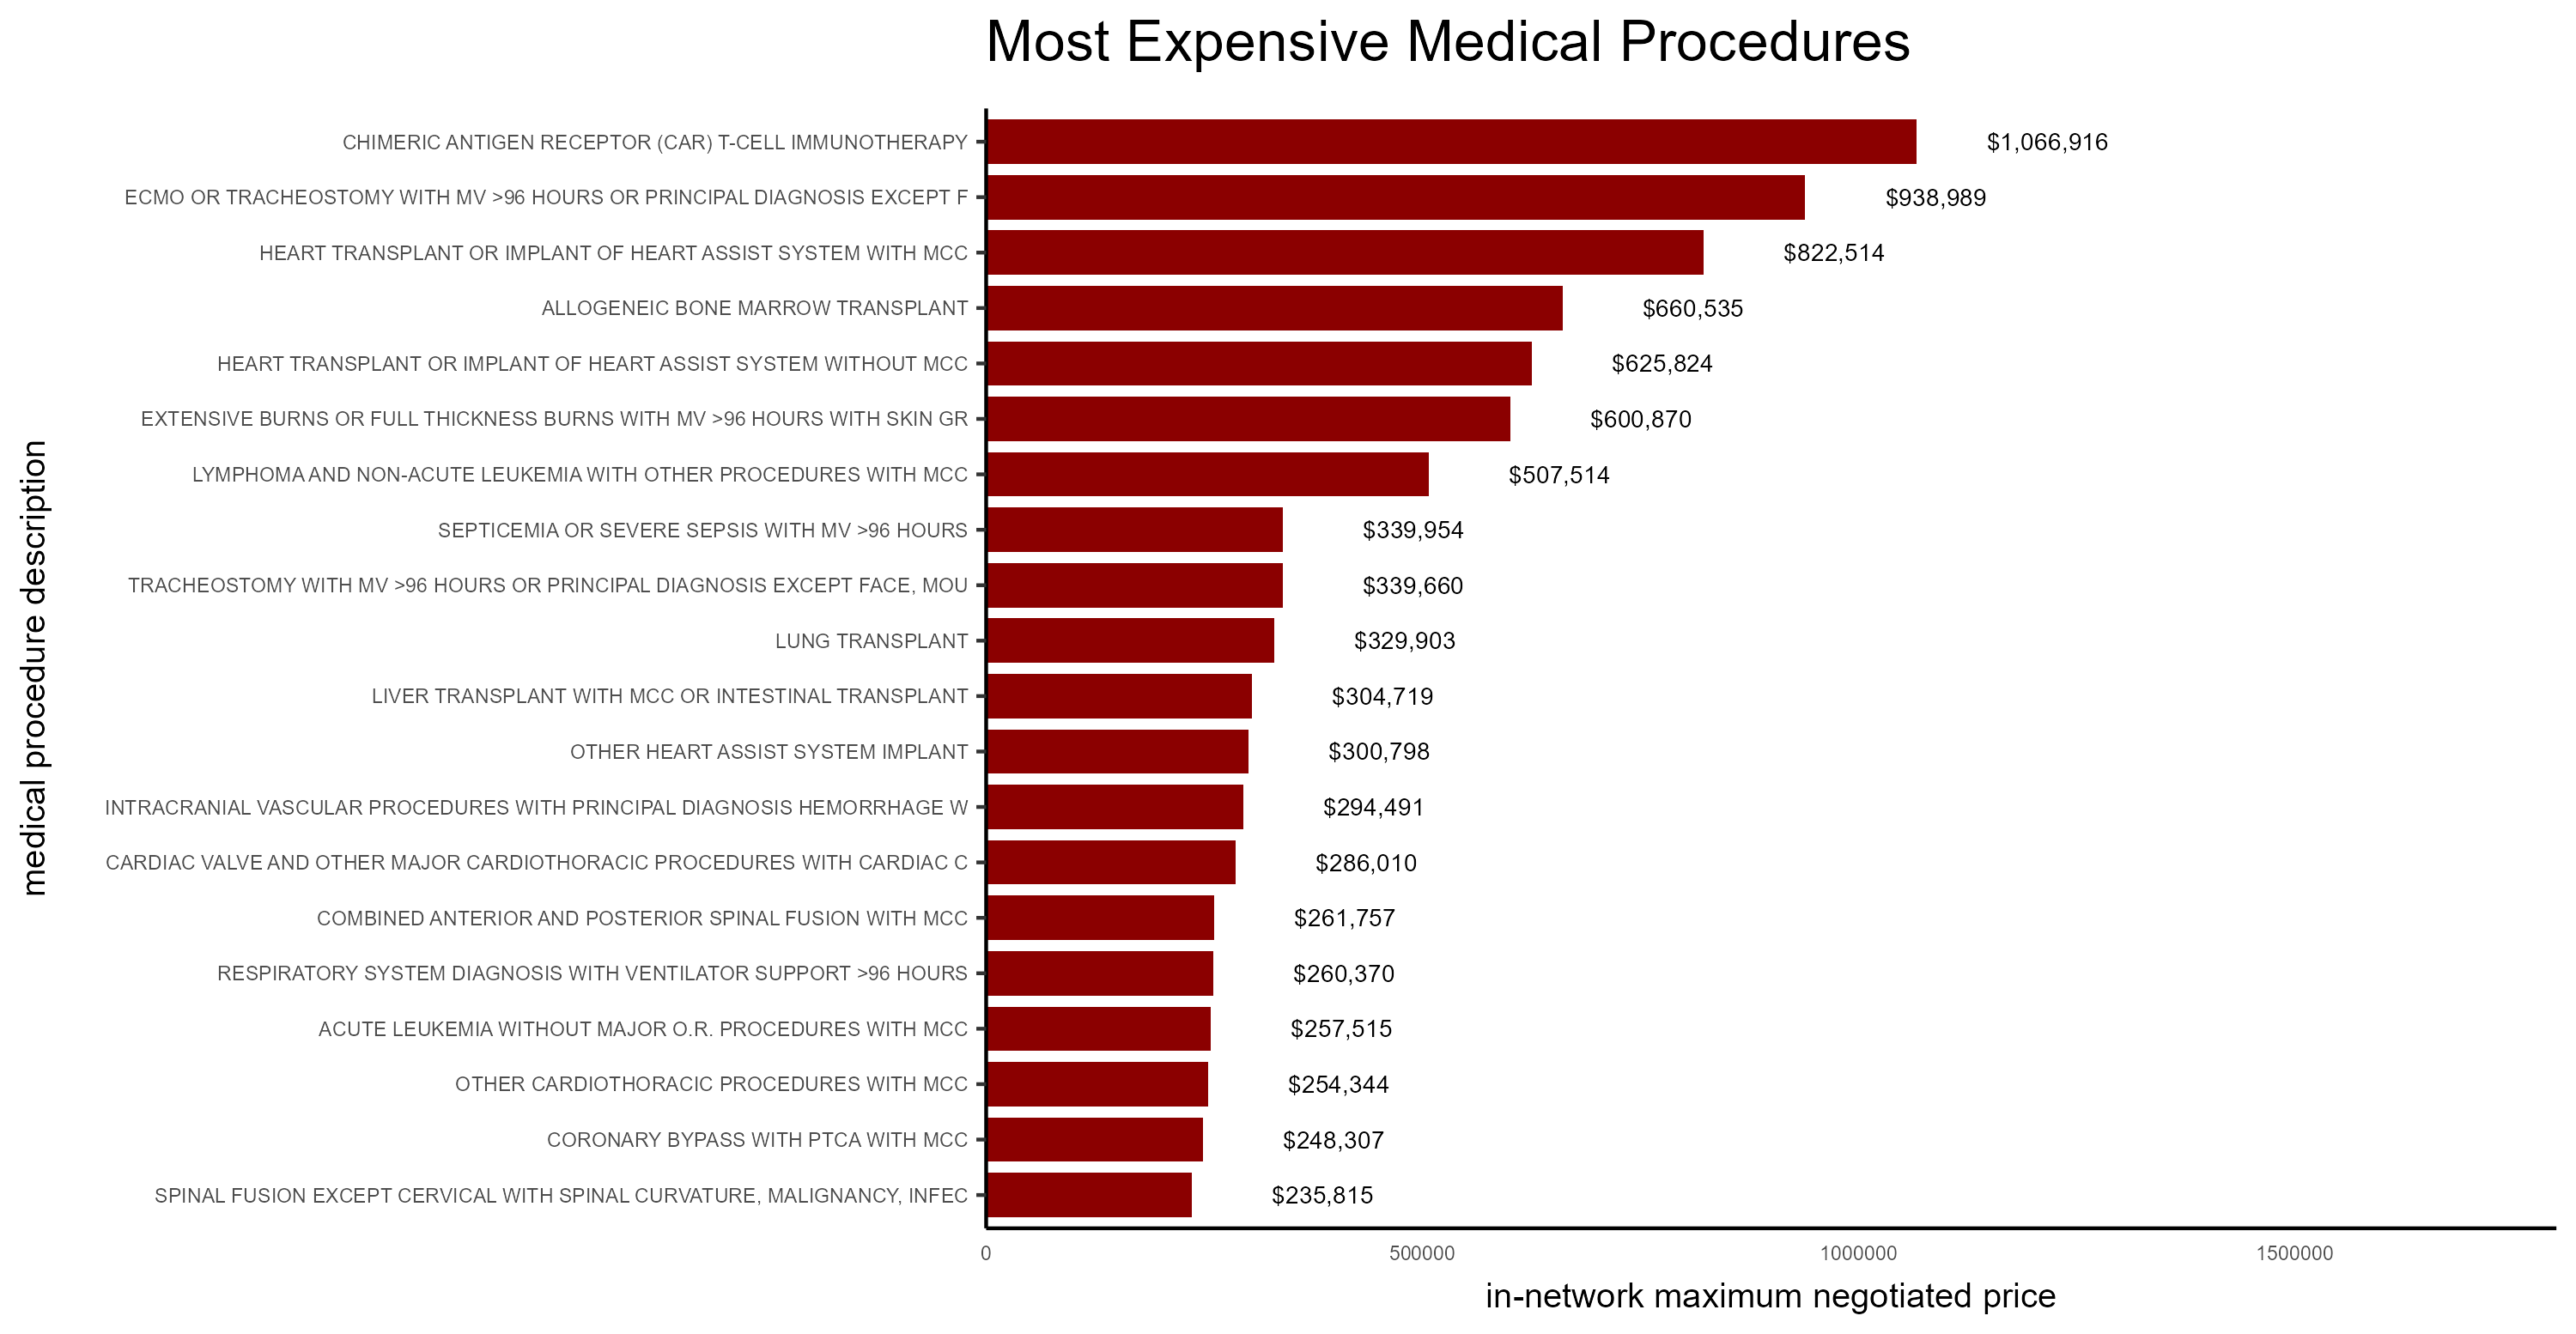 Most Expensive Medical Procedures
CHIMERIC ANTIGEN RECEPTOR (CAR) T-CELL IMMUNOTHERAPY $1,066,916
ECMO OR TRACHEOSTOMY WITH MV >96 HOURS OR PRINCIPAL DIAGNOSIS EXCEPT F $938,989
HEART TRANSPLANT OR IMPLANT OF HEART ASSIST SYSTEM WITH MCC $822,514
ALLOGENEIC BONE MARROW TRANSPLANT $660,535
HEART TRANSPLANT OR IMPLANT OF HEART ASSIST SYSTEM WITHOUT MCC $625,824
EXTENSIVE BURNS OR FULL THICKNESS BURNS WITH MV >96 HOURS WITH SKIN GR $600,870
LYMPHOMA AND NON-ACUTE LEUKEMIA WITH OTHER PROCEDURES WITH MCC $507,514
SEPTICEMIA OR SEVERE SEPSIS WITH MV >96 HOURS $339,954
TRACHEOSTOMY WITH MV >96 HOURS OR PRINCIPAL DIAGNOSIS EXCEPT FACE, MOU $339,660
LUNG TRANSPLANT $329,903
LIVER TRANSPLANT WITH MCC OR INTESTINAL TRANSPLANT $304,719
OTHER HEART ASSIST SYSTEM IMPLANT $300,798
INTRACRANIAL VASCULAR PROCEDURES WITH PRINCIPAL DIAGNOSIS HEMORRHAGE W $294,491
CARDIAC VALVE AND OTHER MAJOR CARDIOTHORACIC PROCEDURES WITH CARDIAC C $286,010
COMBINED ANTERIOR AND POSTERIOR SPINAL FUSION WITH MCC $261,757
RESPIRATORY SYSTEM DIAGNOSIS WITH VENTILATOR SUPPORT >96 HOURS $260,370
ACUTE LEUKEMIA WITHOUT MAJOR O.R. PROCEDURES WITH MCC $257,515
OTHER CARDIOTHORACIC PROCEDURES WITH MCC $254,344
CORONARY BYPASS WITH PTCA WITH MCC $248,307
SPINAL FUSION EXCEPT CERVICAL WITH SPINAL CURVATURE, MALIGNANCY, INFEC $235,815
0 500000 1000000 1500000
in-network maximum negotiated price
medical procedure description